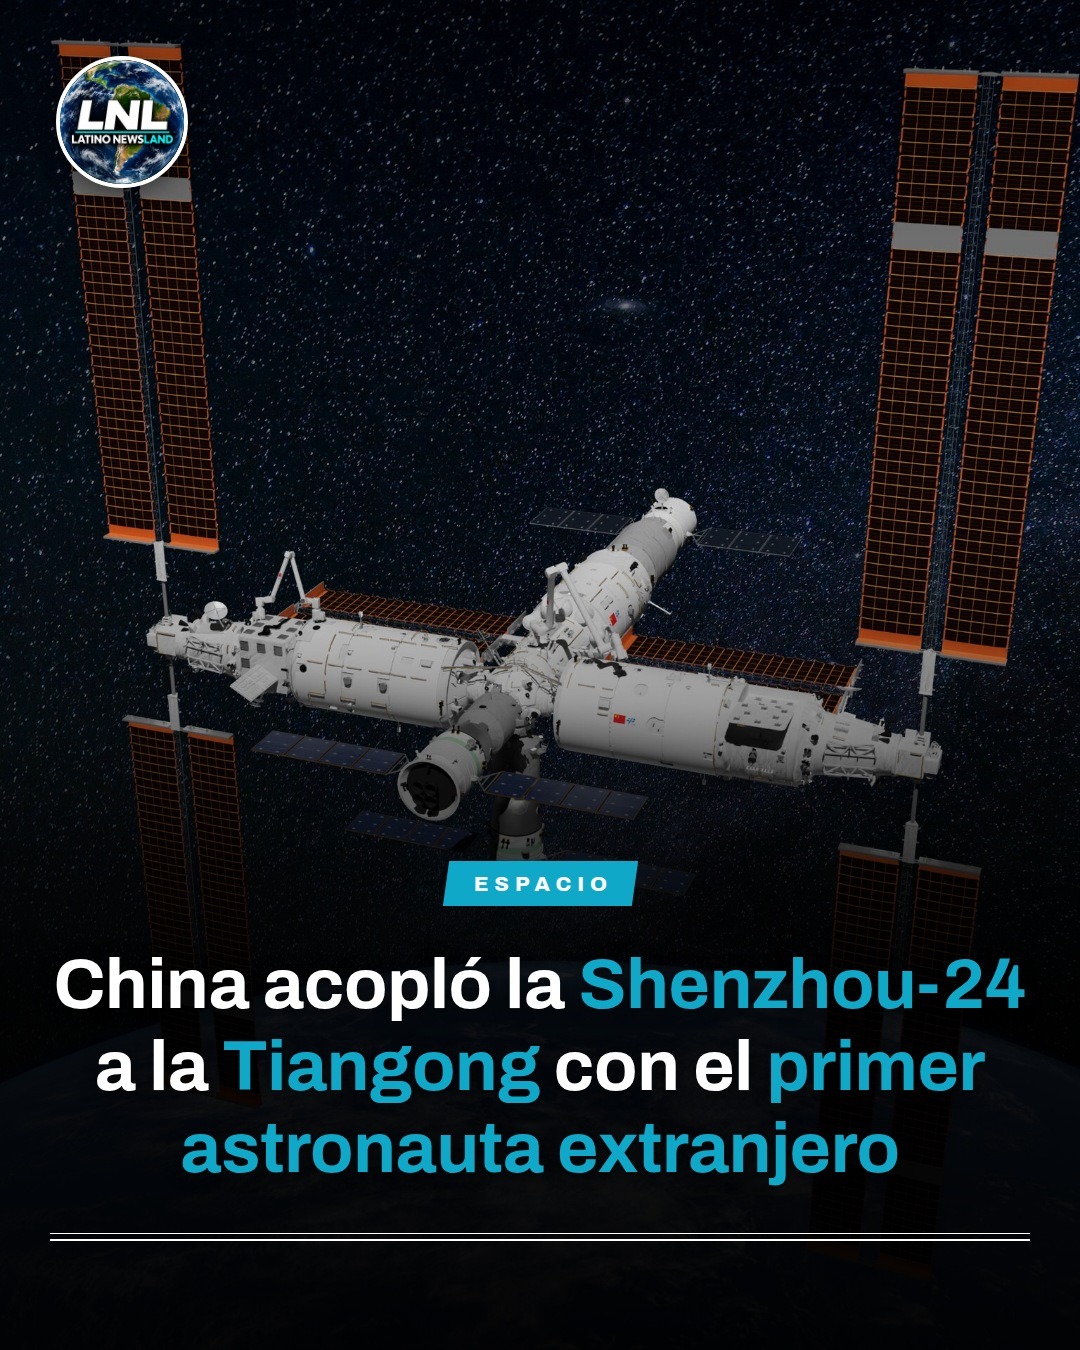 LNL
LATINO NEWSLAND
ESPACIO
China acopló la Shenzhou-24
a la Tiangong con el primer
astronauta extranjero